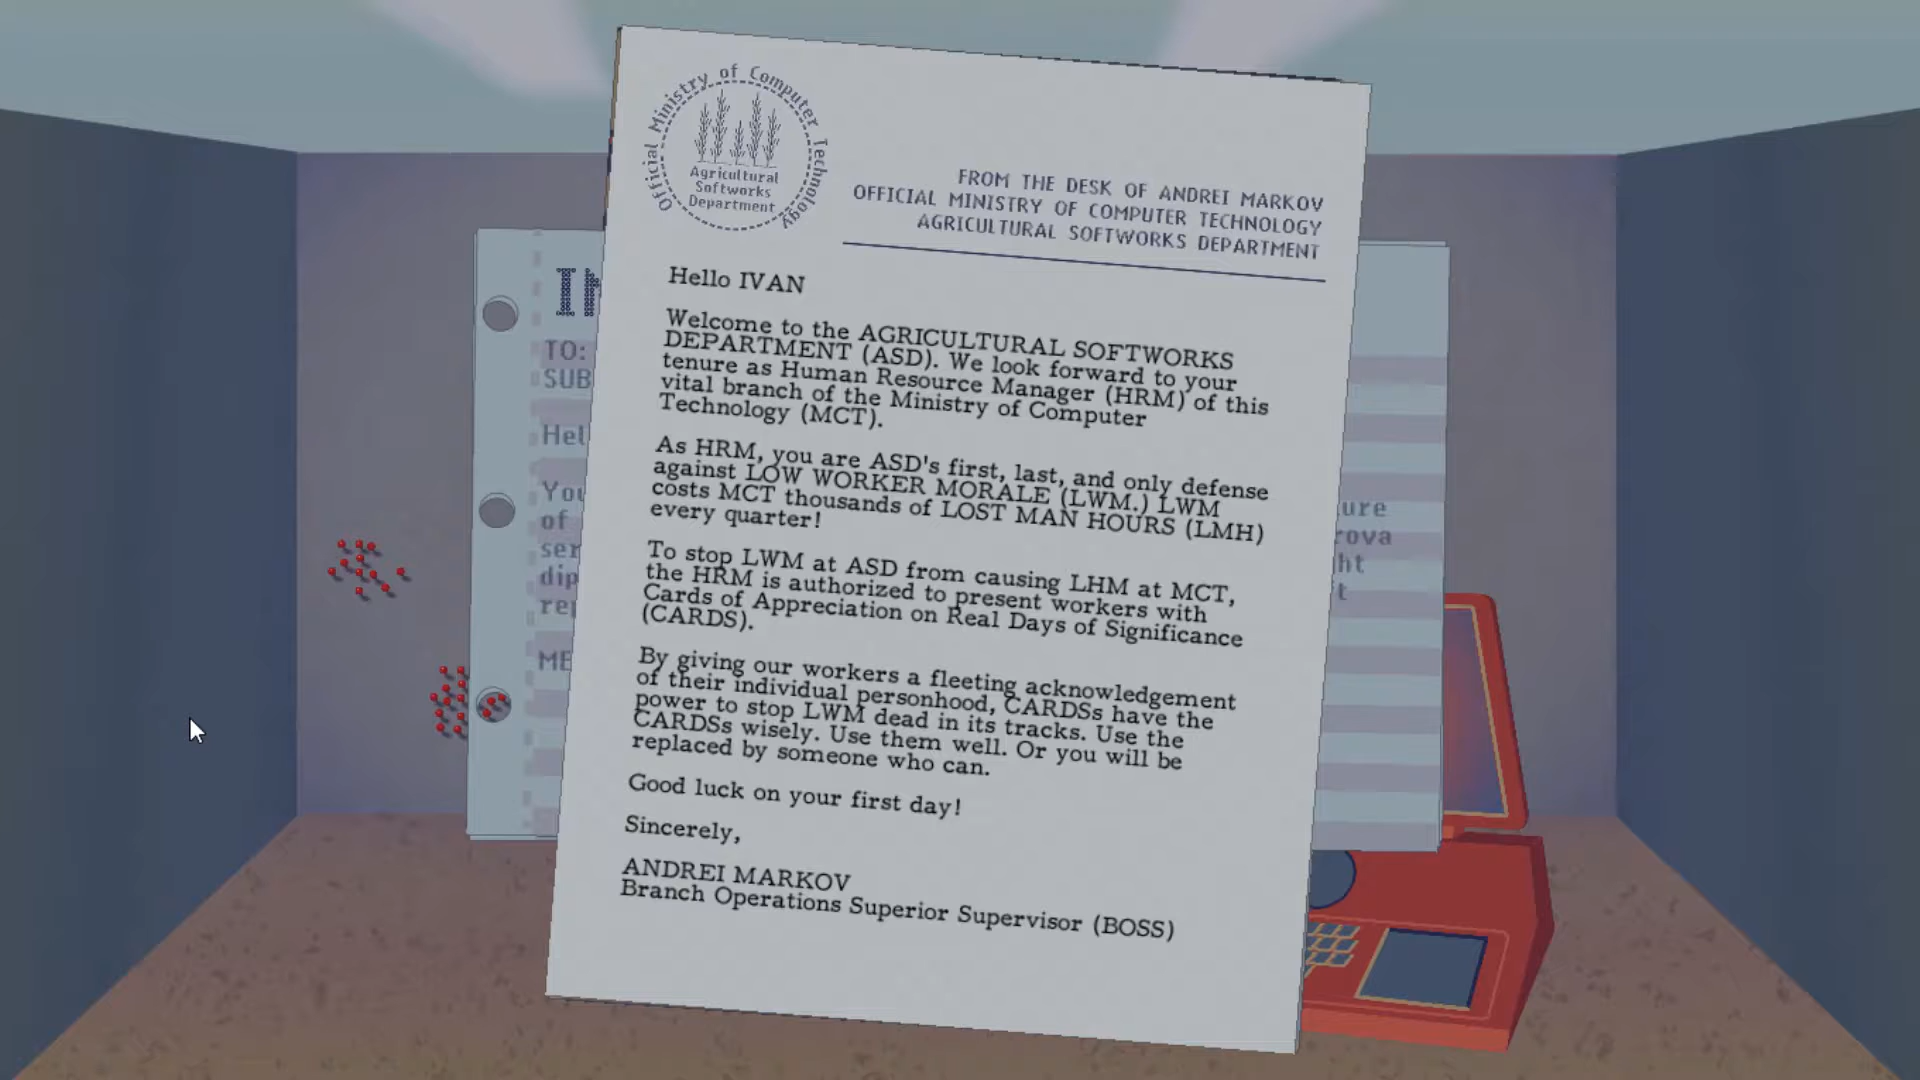 Official Ministry of Computer Technology
Agricultural
Softworks
Department
FROM THE DESK OF ANDREI MARKOV
OFFICIAL MINISTRY OF COMPUTER TECHNOLOGY
AGRICULTURAL SOFTWORKS DEPARTMENT
Hello IVAN
Welcome to the AGRICULTURAL SOFTWORKS
DEPARTMENT (ASD). We look forward to your
tenure as Human Resource Manager (HRM) of this
vital branch of the Ministry of Computer
Technology (MCT).
As HRM, you are ASD's first, last, and only defense
against LOW WORKER MORALE (LWM.) LWM
costs MCT thousands of LOST MAN HOURS (LMH)
every quarter!
To stop LWM at ASD from causing LHM at MCT,
the HRM is authorized to present workers with
Cards of Appreciation on Real Days of Significance
(CARDS).
By giving our workers a fleeting acknowledgement
of their individual personhood, CARDSs have the
power to stop LWM dead in its tracks. Use the
CARDSs wisely. Use them well. Or you will be
replaced by someone who can.
Good luck on your first day!
Sincerely,
ANDREI MARKOV
Branch Operations Superior Supervisor (BOSS)
TO:
SUB
Hel
You
of
ser
dip
rep
ME
ure
rova
ht
t